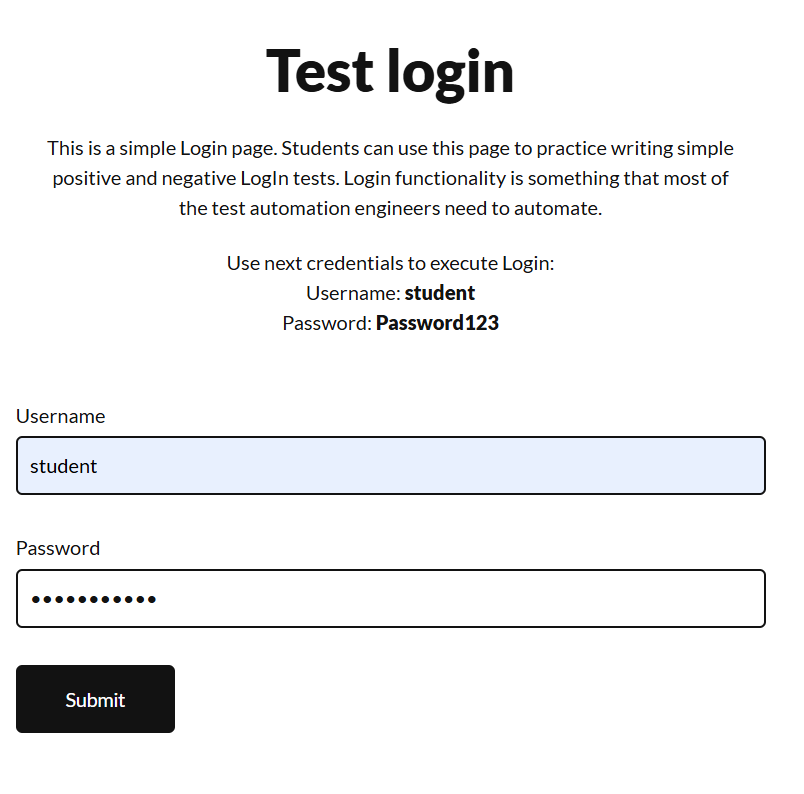 Test login
This is a simple Login page. Students can use this page to practice writing simple
positive and negative LogIn tests. Login functionality is something that most of
the test automation engineers need to automate.
Use next credentials to execute Login:
Username: student
Password: Password123
Username
student
Password
•••••••••••
Submit